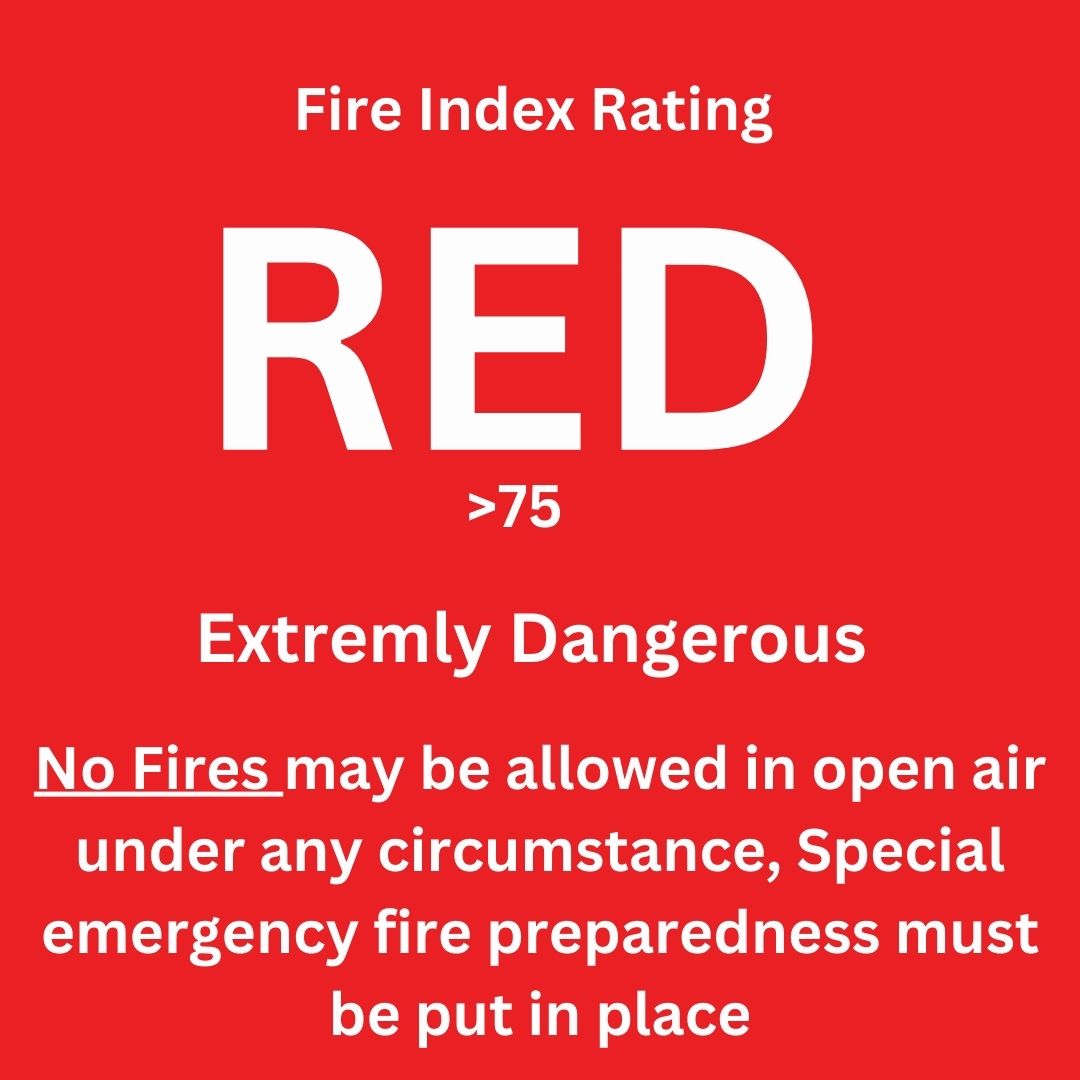 Fire Index Rating
RED
>75
Extremly Dangerous
No Fires may be allowed in open air
under any circumstance, Special
emergency fire preparedness must
be put in place